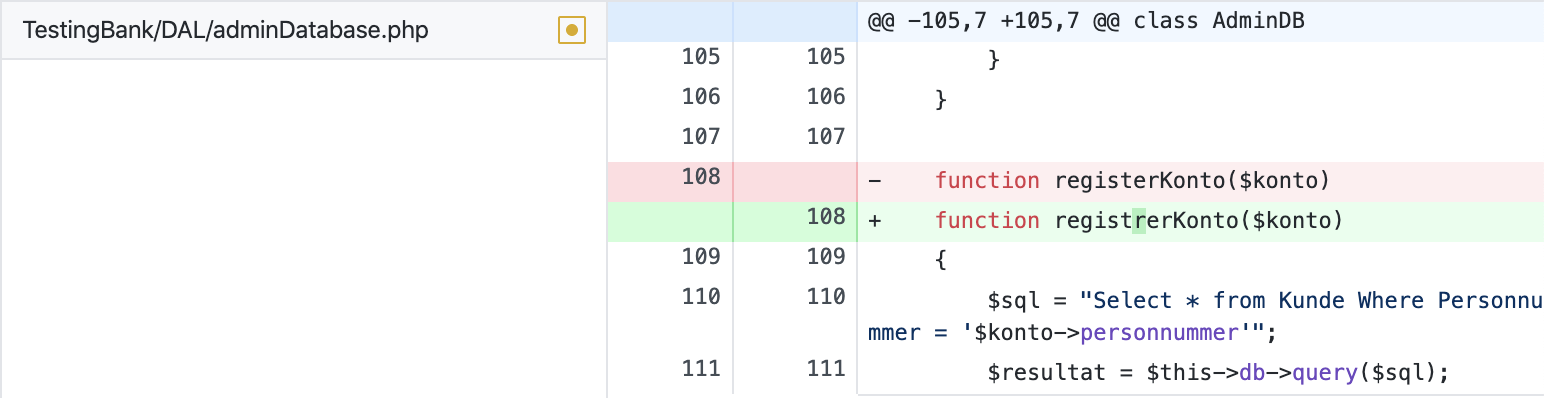 TestingBank/DAL/adminDatabase.php
@@ -105,7 +105,7 @@ class AdminDB
105 105 }
106 106 }
107 107
108 - function registerKonto($konto)
108 + function registrerKonto($konto)
109 109 {
110 110 $sql = "Select * from Kunde Where Personnu
mmer = '$konto->personnummer'";
111 111 $resultat = $this->db->query($sql);